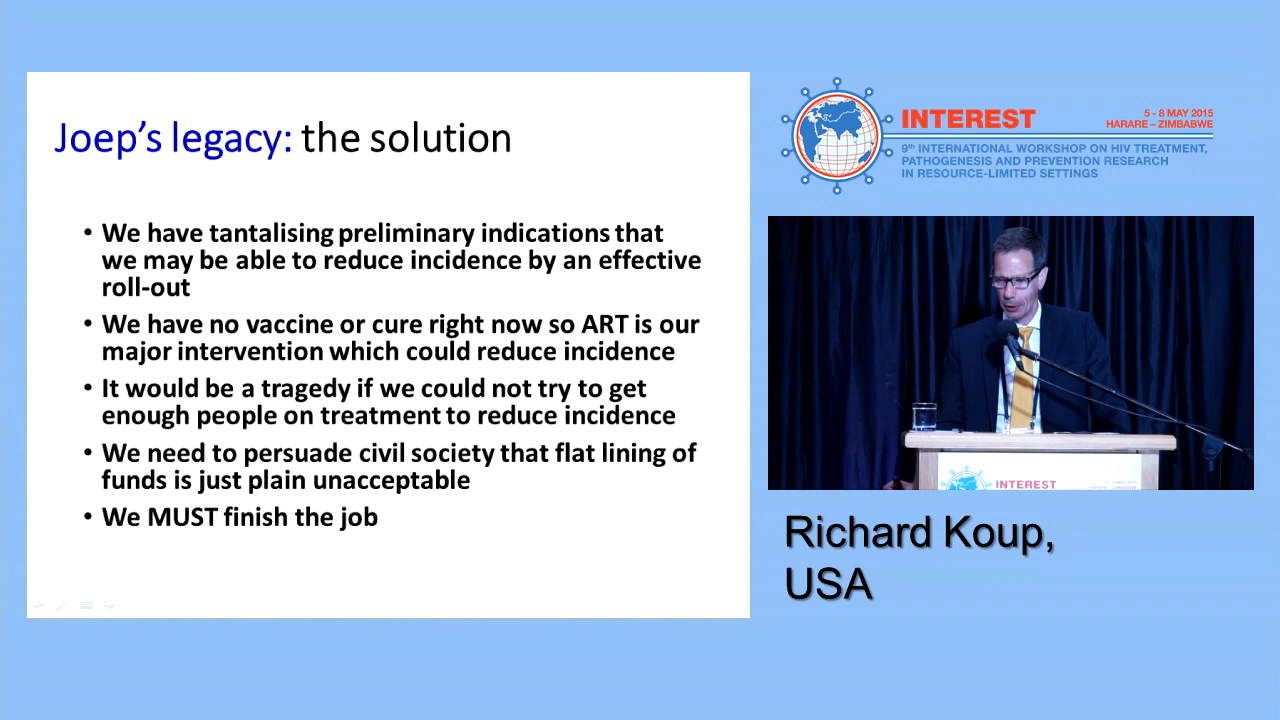 Joep's legacy: the solution
• We have tantalising preliminary indications that
we may be able to reduce incidence by an effective
roll-out
• We have no vaccine or cure right now so ART is our
major intervention which could reduce incidence
• It would be a tragedy if we could not try to get
enough people on treatment to reduce incidence
• We need to persuade civil society that flat lining of
funds is just plain unacceptable
• We MUST finish the job
INTEREST
5 - 8 MAY 2015
HARARE – ZIMBABWE
9th INTERNATIONAL WORKSHOP ON HIV TREATMENT,
PATHOGENESIS AND PREVENTION RESEARCH
IN RESOURCE-LIMITED SETTINGS
INTEREST
Richard Koup,
USA